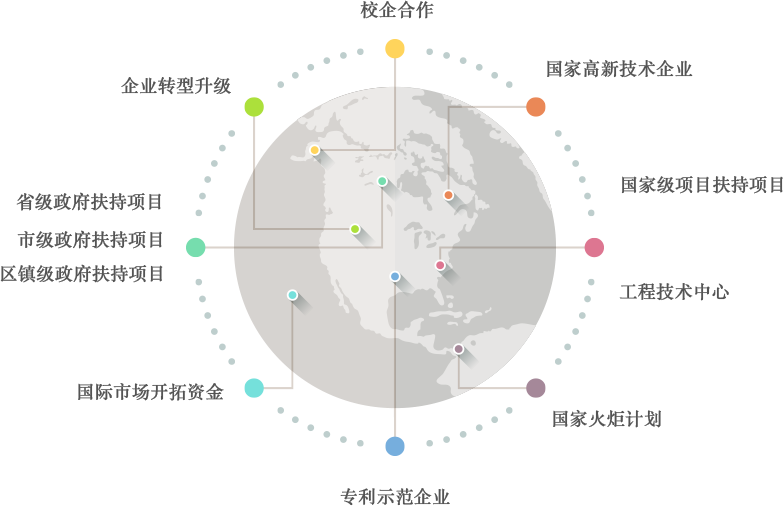 校企合作
国家高新技术企业
企业转型升级
国家级项目扶持项目
省级政府扶持项目
市级政府扶持项目
区镇级政府扶持项目
工程技术中心
国际市场开拓资金
国家火炬计划
专利示范企业